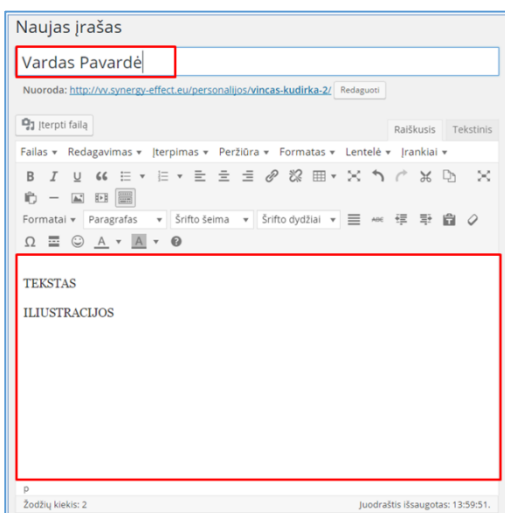 Naujas įrašas
Vardas Pavardė
Nuoroda: http://vv.synergy-effect.eu/personalijos/vincas-kudirka-2/ Redaguoti
Įterpti failą Raiškusis Tekstinis
Failas Redagavimas Įterpimas Peržiūra Formatas Lentelė Įrankiai
Formatai Paragrafas Šrifto šeima Šrifto dydžiai ABC
TEKSTAS
ILIUSTRACIJOS
p
Žodžių kiekis: 2 Juodraštis išsaugotas: 13:59:51.